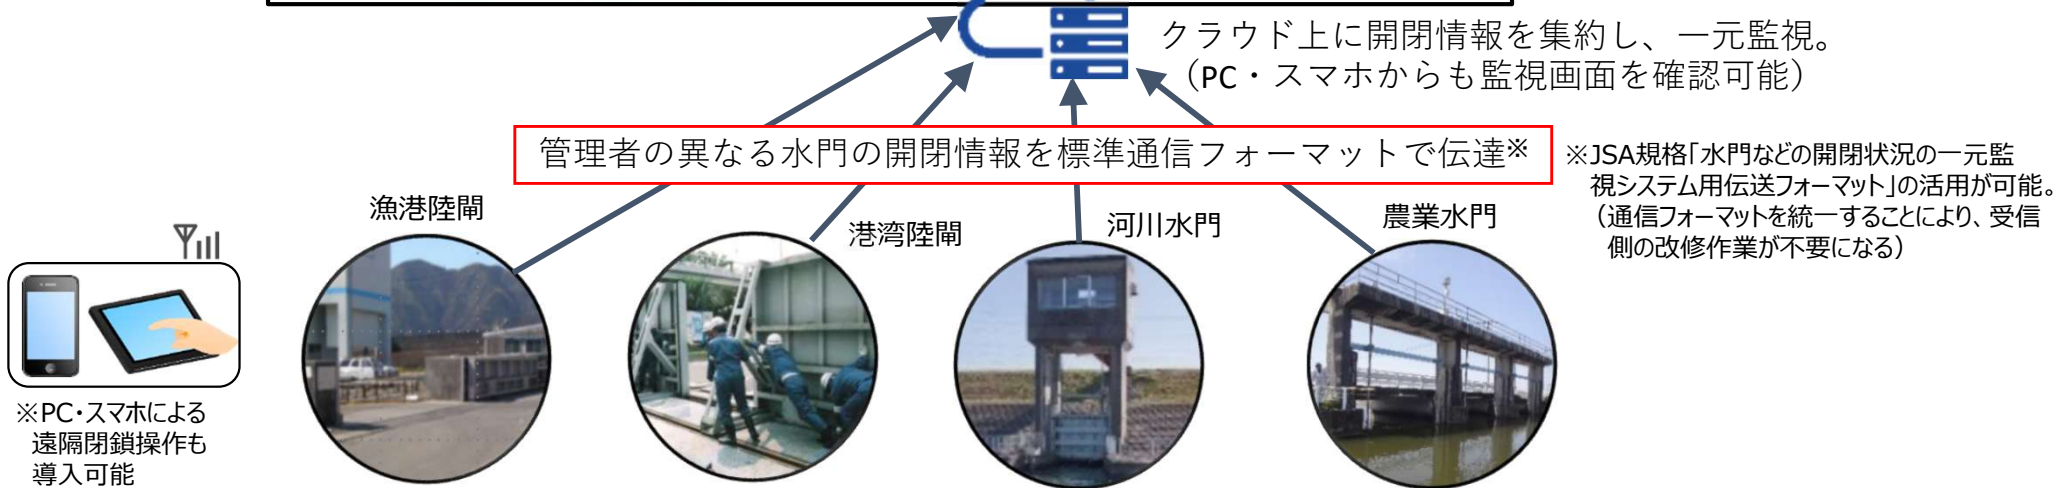 クラウド上に開閉情報を集約し、一元監視。
（PC・スマホからも監視画面を確認可能）
管理者の異なる水門の開閉情報を標準通信フォーマットで伝達※
※JSA規格「水門などの開閉状況の一元監
視システム用伝送フォーマット」の活用が可能。
（通信フォーマットを統一することにより、受信
側の改修作業が不要になる）
漁港陸閘
港湾陸閘
河川水門
農業水門
※PC・スマホによる
遠隔閉鎖操作も
導入可能